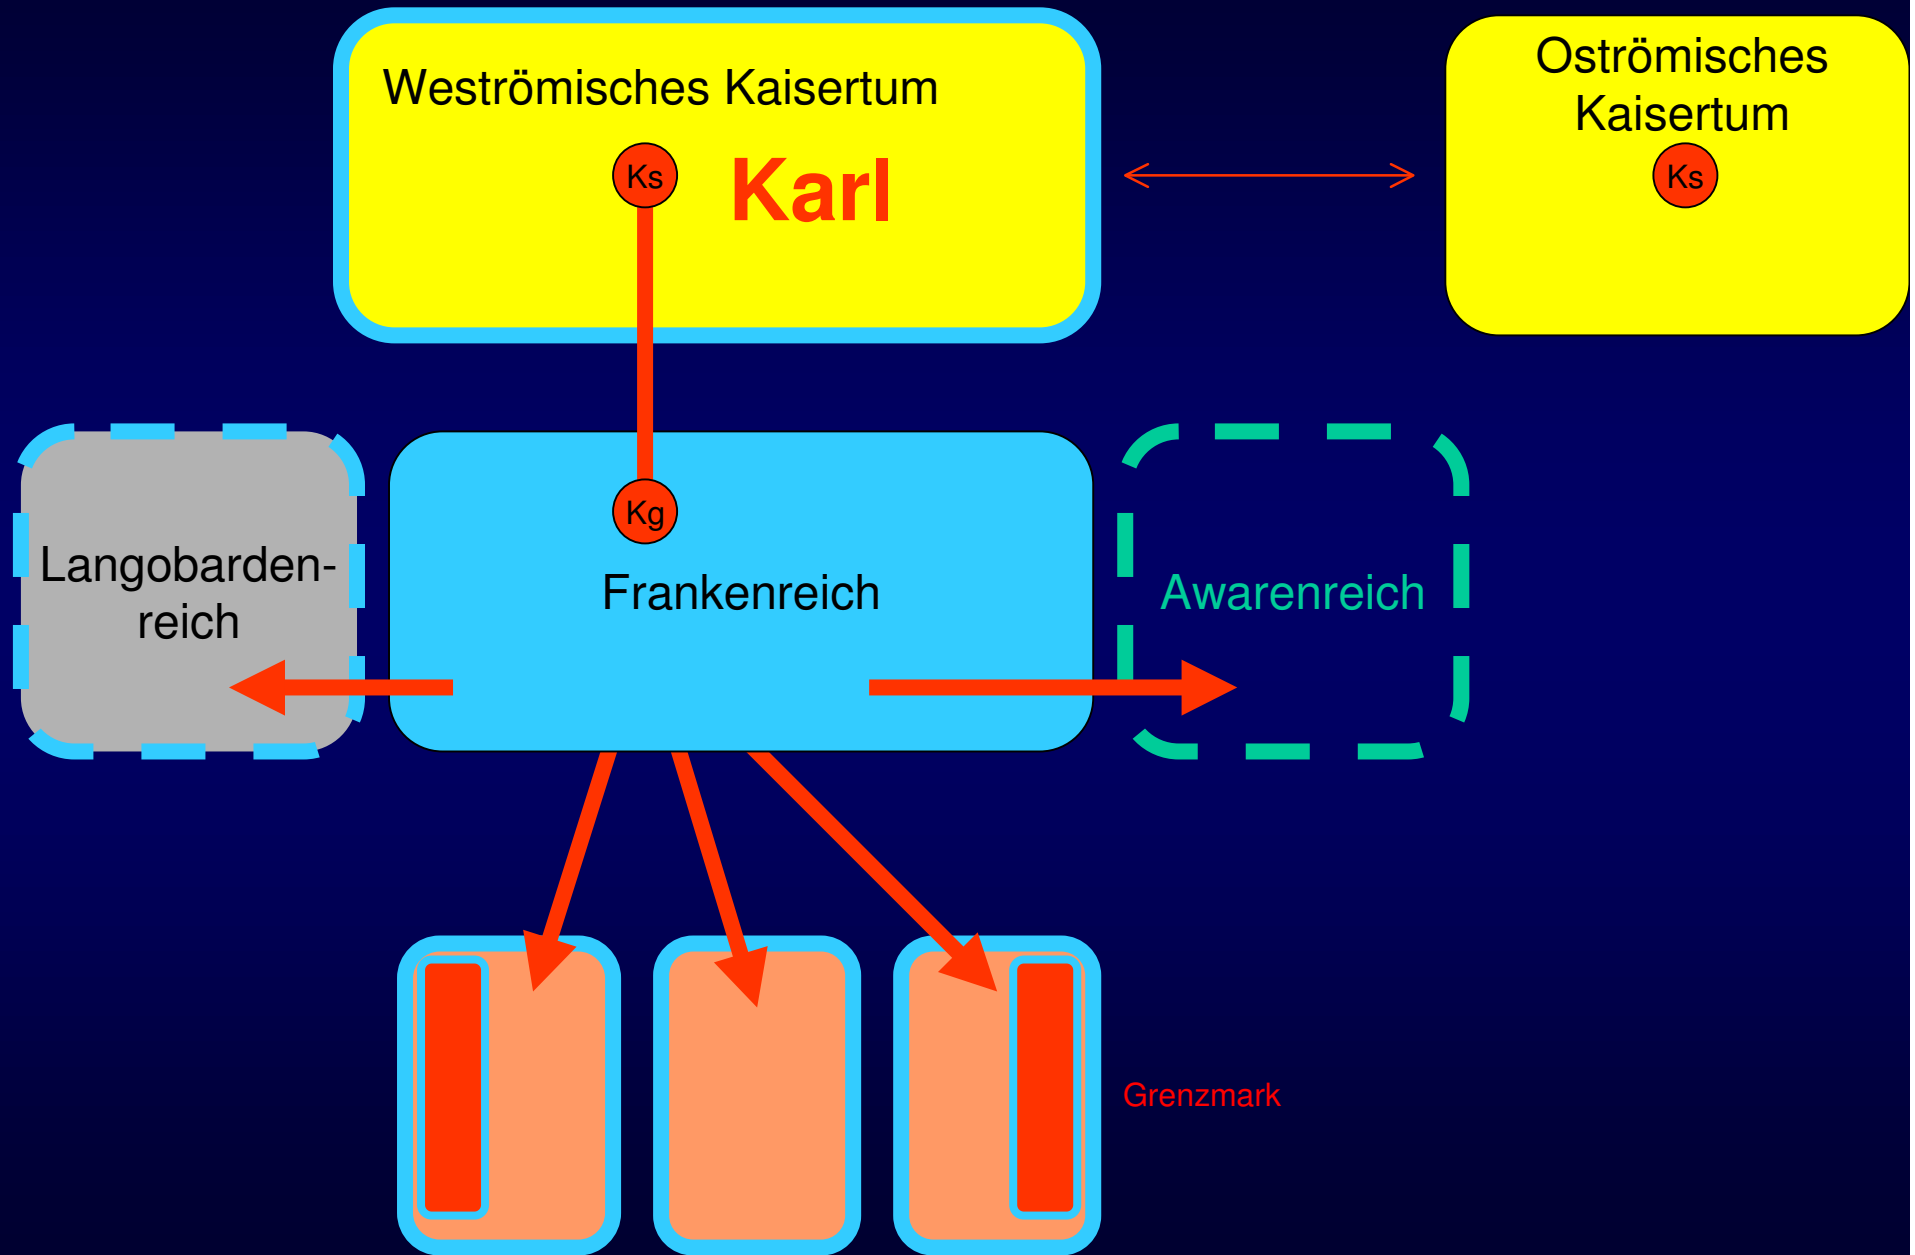 Weströmisches Kaisertum
Oströmisches
Kaisertum
Ks
Karl
Ks
Kg
Langobarden-
reich
Frankenreich
Awarenreich
Grenzmark